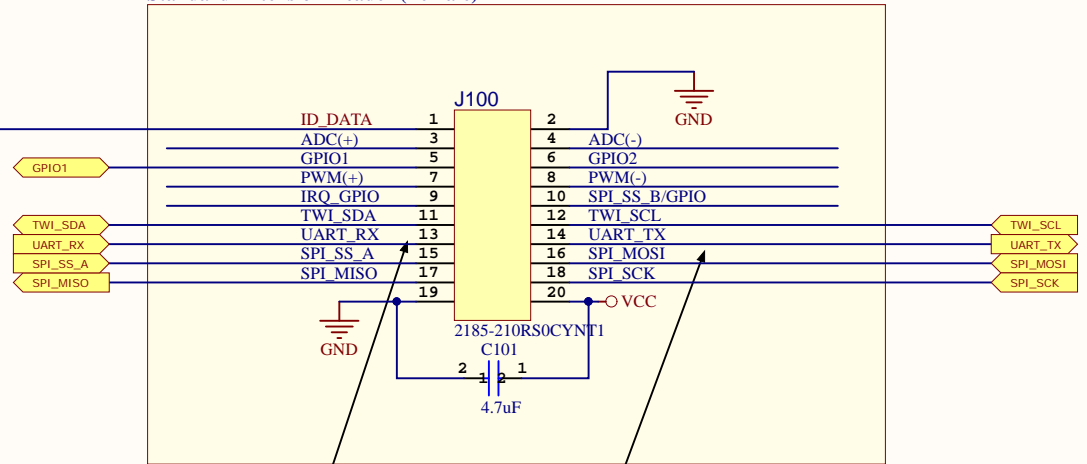 J100
ID_DATA 1 2 GND
ADC(+) 3 4 ADC(-)
GPIO1 GPIO1 5 6 GPIO2
PWM(+) 7 8 PWM(-)
IRQ_GPIO 9 10 SPI_SS_B/GPIO
TWI_SDA TWI_SDA 11 12 TWI_SCL TWI_SCL
UART_RX UART_RX 13 14 UART_TX UART_TX
SPI_SS_A SPI_SS_A 15 16 SPI_MOSI SPI_MOSI
SPI_MISO SPI_MISO 17 18 SPI_SCK SPI_SCK
19 20 VCC
GND
2185-210RS0CYNT1
C101
2 1 2 1
4.7uF